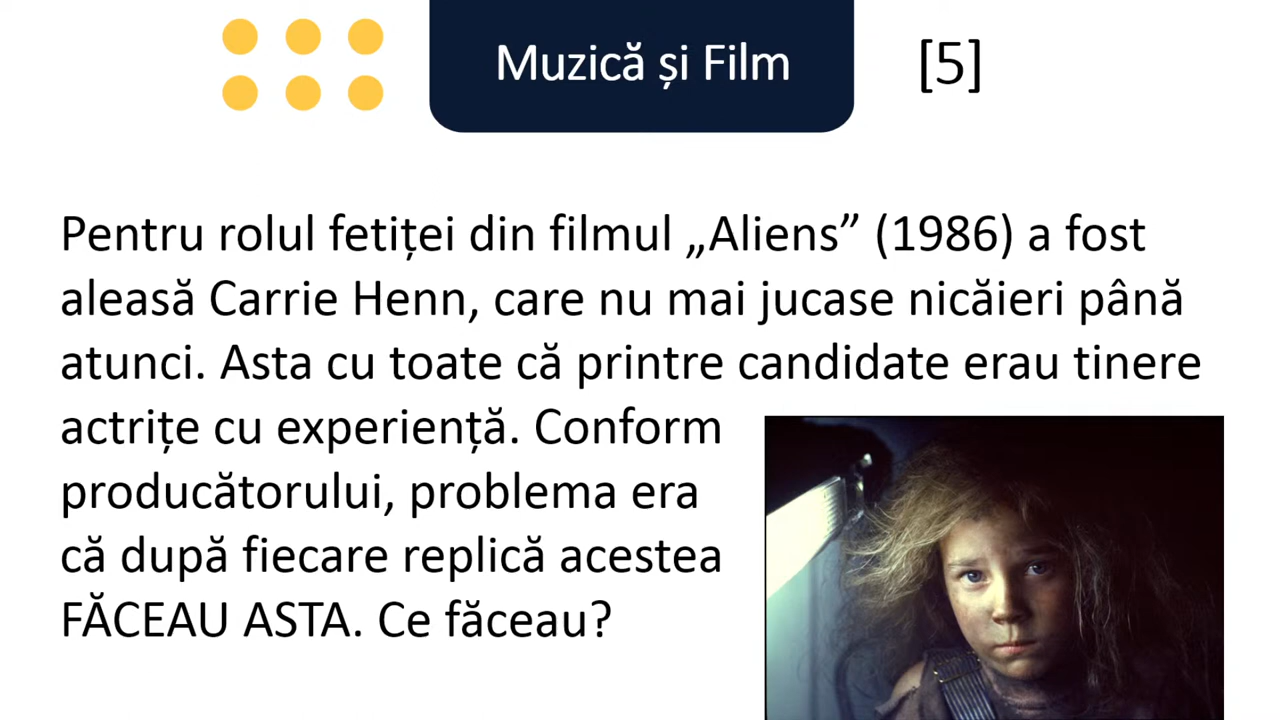 Muzică și Film
[5]
Pentru rolul fetiței din filmul „Aliens” (1986) a fost
aleasă Carrie Henn, care nu mai jucase nicăieri până
atunci. Asta cu toate că printre candidate erau tinere
actrițe cu experiență. Conform
producătorului, problema era
că după fiecare replică acestea
FĂCEAU ASTA. Ce făceau?